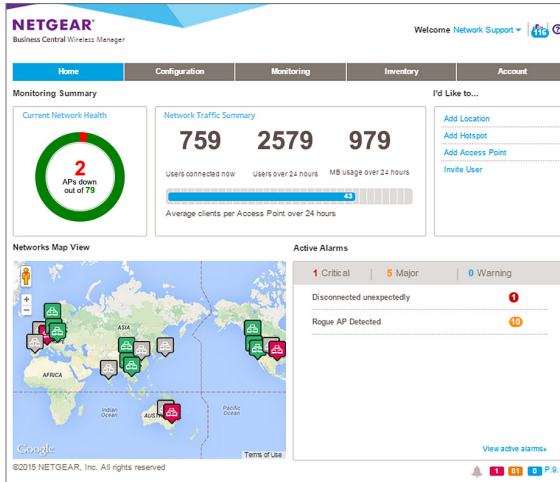 NETGEAR®
Welcome Network Support
116
Business Central Wireless Manager
Home Configuration Monitoring Inventory Account
Monitoring Summary
I'd Like to...
Current Network Health
2
APs down
out of 79
Network Traffic Summary
759 2579 979
Users connected now Users over 24 hours MB usage over 24 hours
43
Average clients per Access Point over 24 hours
Add Location
Add Hotspot
Add Access Point
Invite User
Networks Map View
Active Alarms
ASIA
AFRICA
Indian
Ocean
Pacific
Ocean
Google
Terms of Use
1 Critical 5 Major 0 Warning
Disconnected unexpectedly 1
Rogue AP Detected 10
View active alarms»
©2015 NETGEAR, Inc. All rights reserved
1 81 0 P.9.